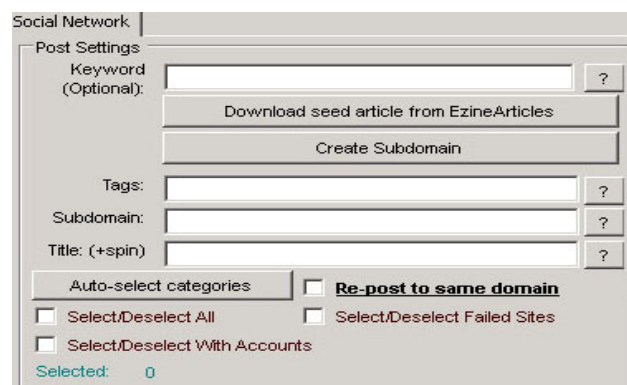 Social Network
Post Settings
Keyword
(Optional):
?
Download seed article from EzineArticles
Create Subdomain
Tags:
?
Subdomain:
?
Title: (+spin)
?
Auto-select categories
Re-post to same domain
Select/Deselect All
Select/Deselect Failed Sites
Select/Deselect With Accounts
Selected: 0